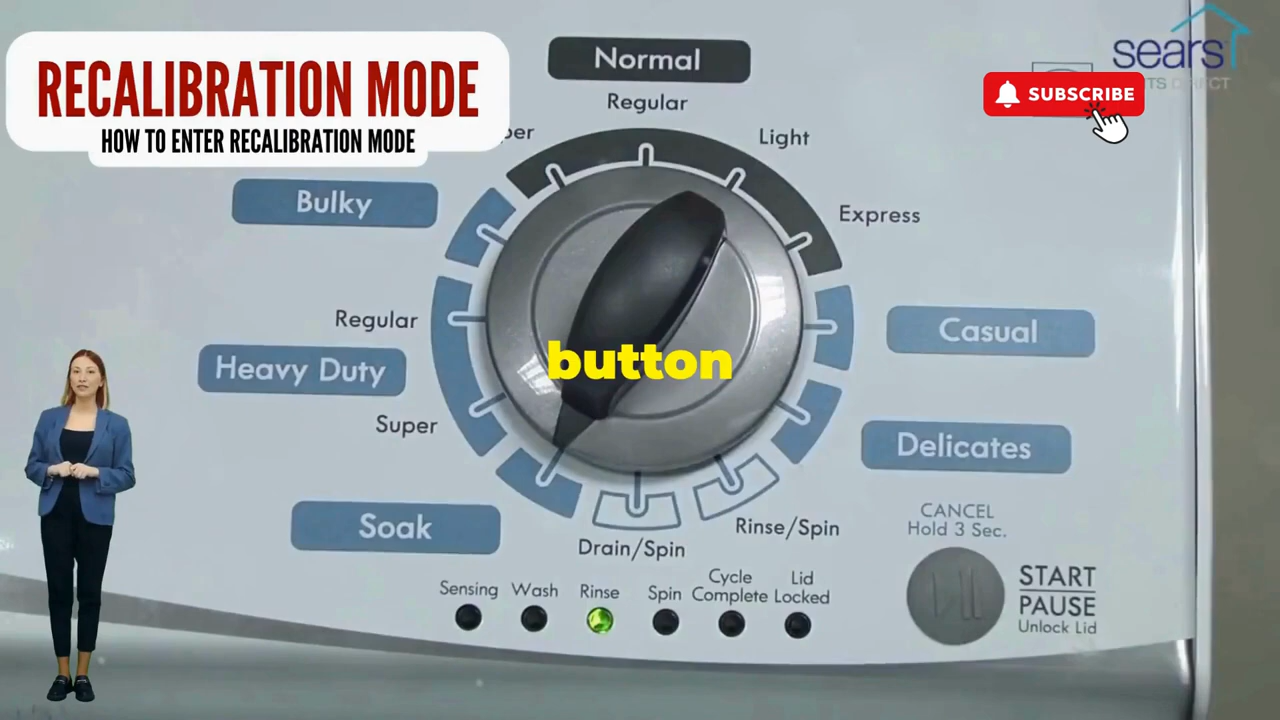 sears
RECALIBRATION MODE
HOW TO ENTER RECALIBRATION MODE
SUBSCRIBE
DIRECT
Normal
Regular
Light
Bulky
Express
Regular
Casual
Heavy Duty
button
Super
Delicates
Soak
CANCEL
Hold 3 Sec.
Rinse/Spin
Drain/Spin
Sensing
Wash
Rinse
Spin
Cycle
Complete
Lid
Locked
START
PAUSE
Unlock Lid